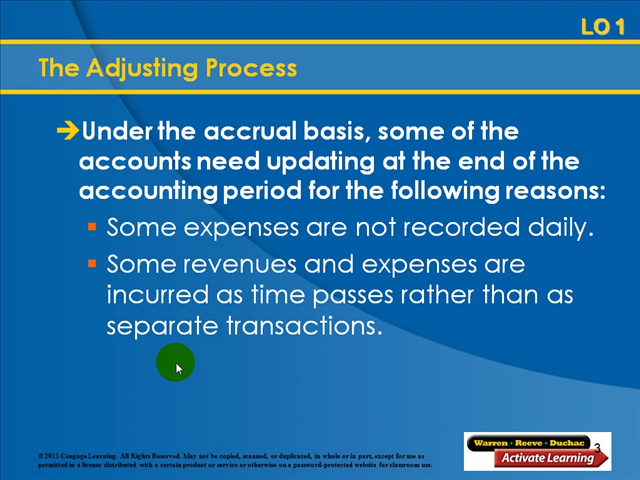 LO 1
The Adjusting Process
Under the accrual basis, some of the
accounts need updating at the end of the
accounting period for the following reasons:
Some expenses are not recorded daily.
Some revenues and expenses are
incurred as time passes rather than as
separate transactions.
© 2011 Cengage Learning. All Rights Reserved. May not be copied, scanned, or duplicated, in whole or in part, except for use as
permitted in a license distributed with a certain product or service or otherwise on a password-protected website for classroom use.
Warren • Reeve • Duchac
Activate Learning
3